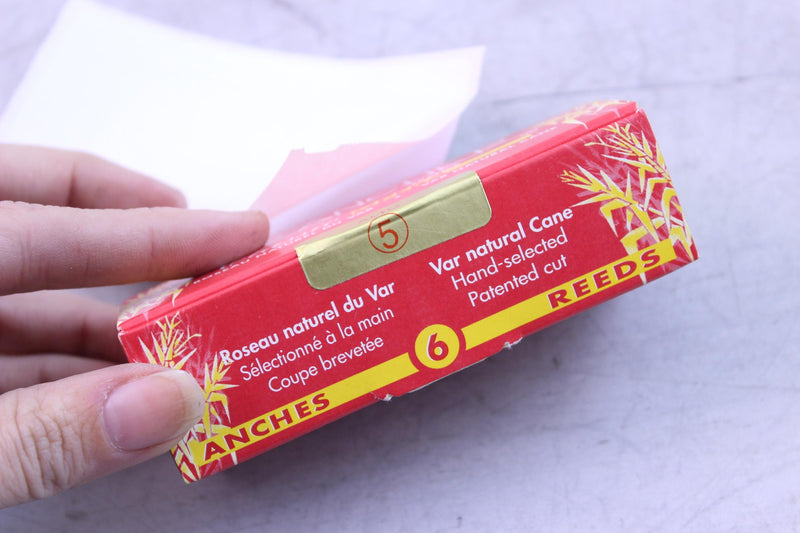 5
Roseau naturel du Var
Sélectionné à la main
Coupe brevetée
Var natural Cane
Hand-selected
Patented cut
ANCHES
6
REEDS